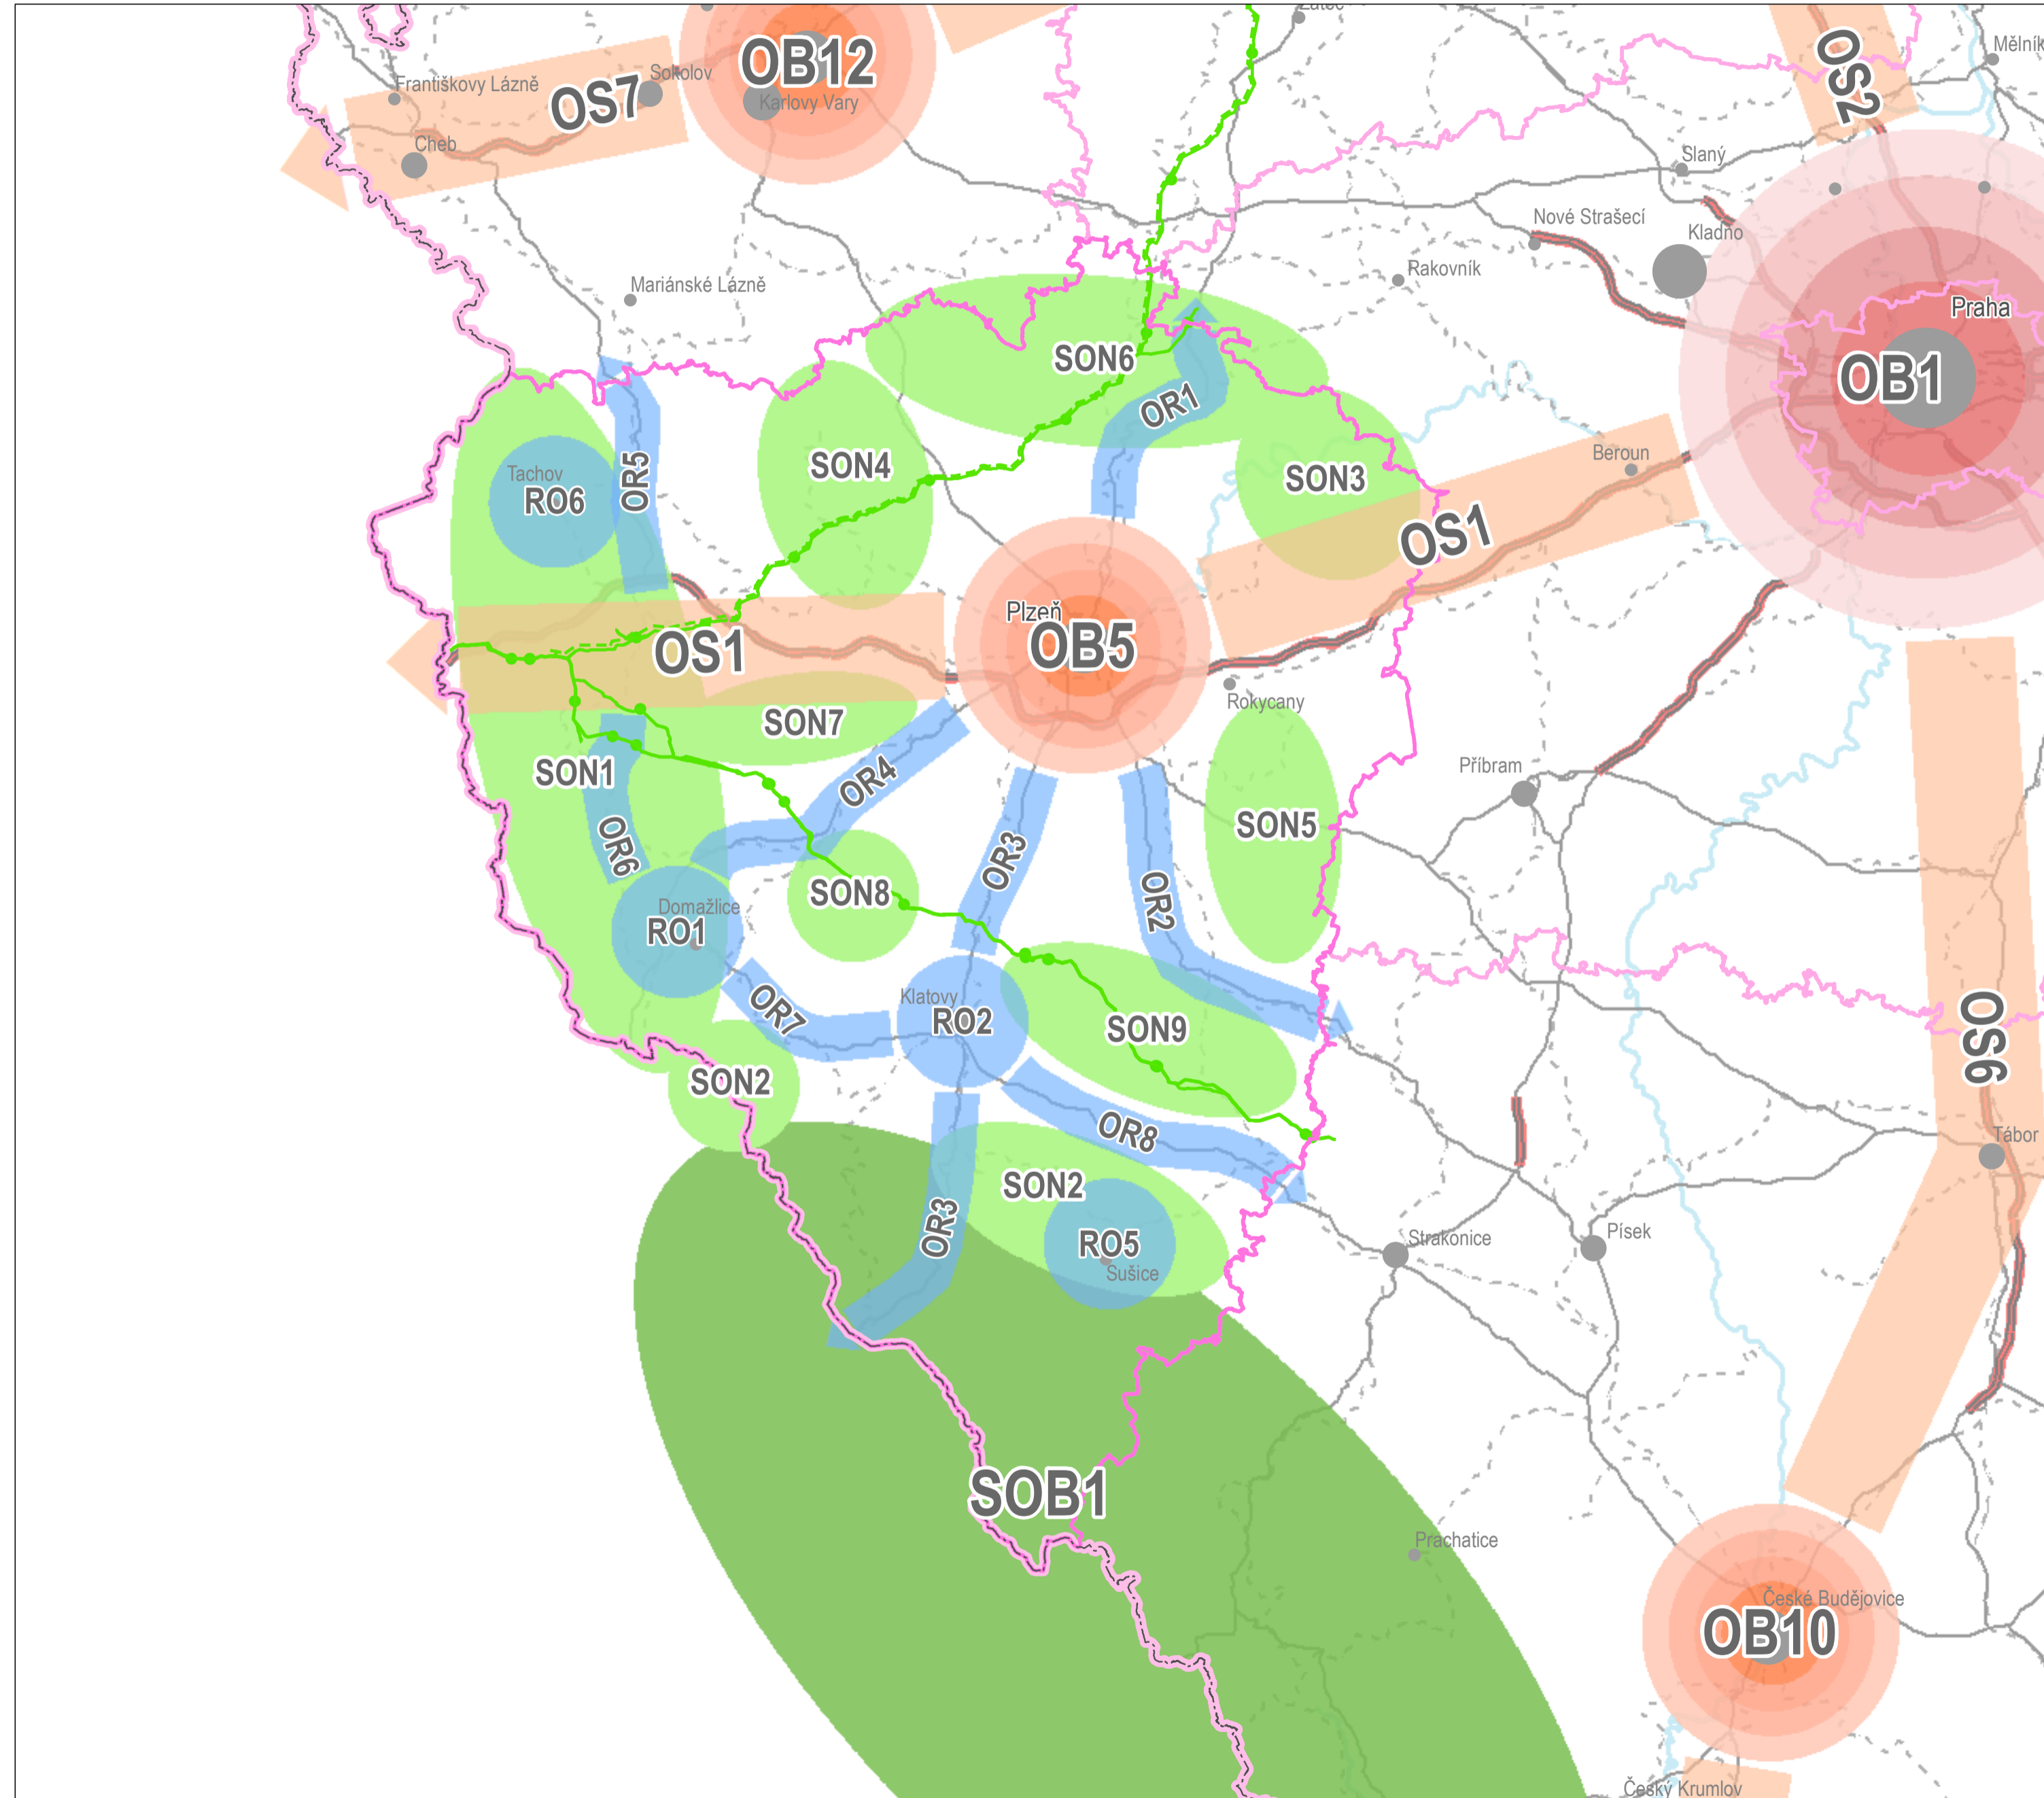 Žatec
Mělník
OS2
OB12
Karlovy Vary
Sokolov
OS7
Františkovy Lázně
Cheb
Slaný
Nové Strašecí
Kladno
Rakovník
Mariánské Lázně
Praha
OB1
SON6
OR1
SON4
SON3
Tachov
RO6
OR5
Beroun
OS1
Plzeň
OB5
OS1
Rokycany
SON7
SON1
OR4
Příbram
OR6
OR3
SON5
SON8
OR2
Domažlice
RO1
Klatovy
RO2
OR7
SON9
OS6
SON2
OR8
Tábor
SON2
OR3
RO5
Sušice
Strakonice
Písek
SOB1
Prachatice
České Budějovice
OB10
Český Krumlov